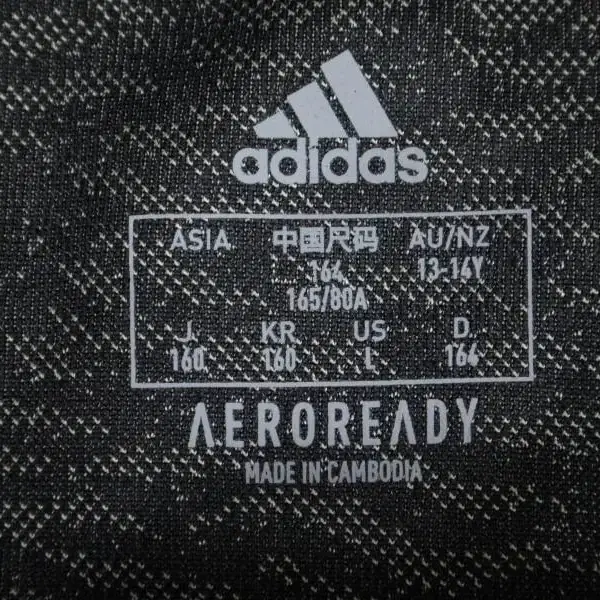 adidas
ASIA 中国尺码 AU/NZ
164 13-14Y
165/80A
J KR US D
160 160 L 164
AEROREADY
MADE IN CAMBODIA